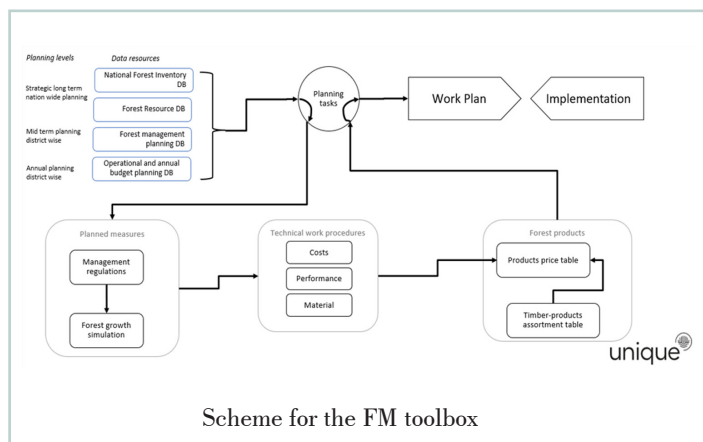 Planning levels
Data resources
Strategic long term
nation wide planning
Mid term planning
district wise
Annual planning
district wise
National Forest Inventory
DB
Forest Resource DB
Forest management
planning DB
Operational and annual
budget planning DB
Planning
tasks
Work Plan
Implementation
Planned measures
Management
regulations
Forest growth
simulation
Technical work procedures
Costs
Performance
Material
Forest products
Products price table
Timber-products
assortment table
unique
Scheme for the FM toolbox